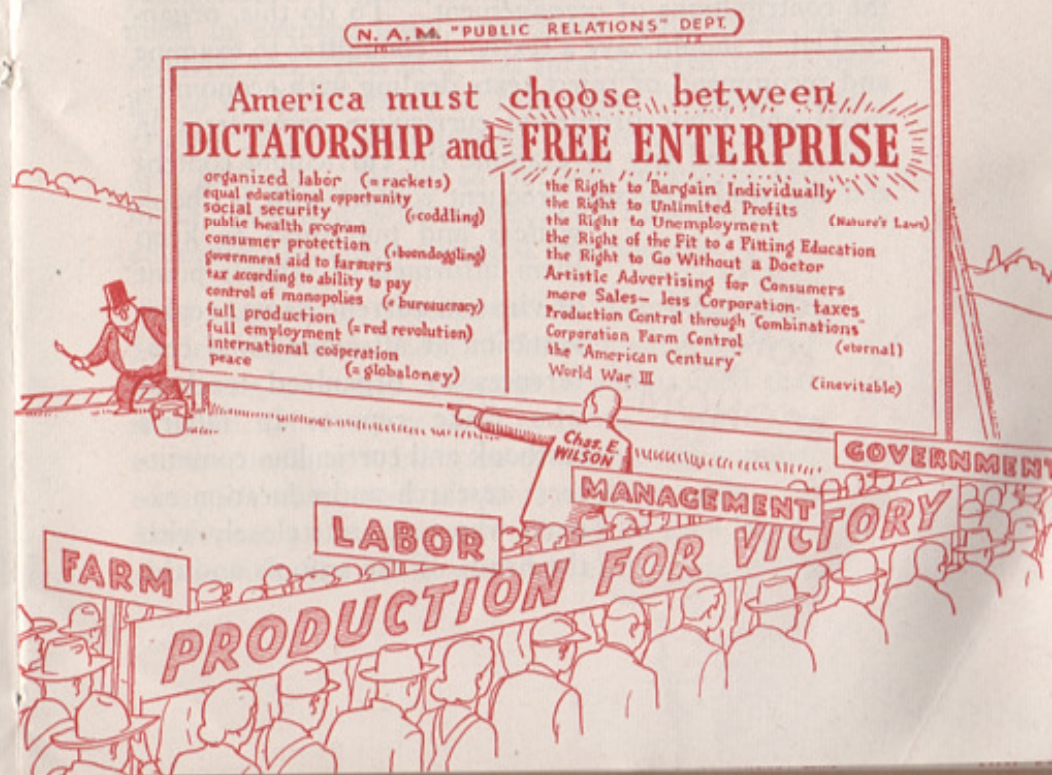 N. A. M. "PUBLIC RELATIONS" DEPT.
America must choose between
DICTATORSHIP and FREE ENTERPRISE
organized labor (= rackets)
equal educational opportunity
social security (=coddling)
public health program
consumer protection (=boondoggling)
government aid to farmers
tax according to ability to pay
control of monopolies (= bureaucracy)
full production
full employment (= red revolution)
international coöperation
peace (= globaloney)
the Right to Bargain Individually
the Right to Unlimited Profits
the Right to Unemployment (Nature's Laws)
the Right of the Fit to a Fitting Education
the Right to Go Without a Doctor
Artistic Advertising for Consumers
more Sales- less Corporation-taxes
Production Control through "Combinations"
Corporation Farm Control (eternal)
the "American Century"
World War III (inevitable)
Chas. E.
WILSON
GOVERNMENT
MANAGEMENT
LABOR
FARM
PRODUCTION FOR VICTORY